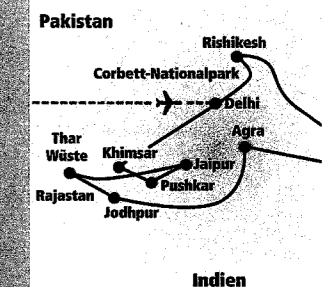 Pakistan
Rishikesh
Corbett-Nationalpark
Delhi
Agra
Thar
Wüste
Khimsar
Jaipur
Pushkar
Rajastan
Jodhpur
Indien